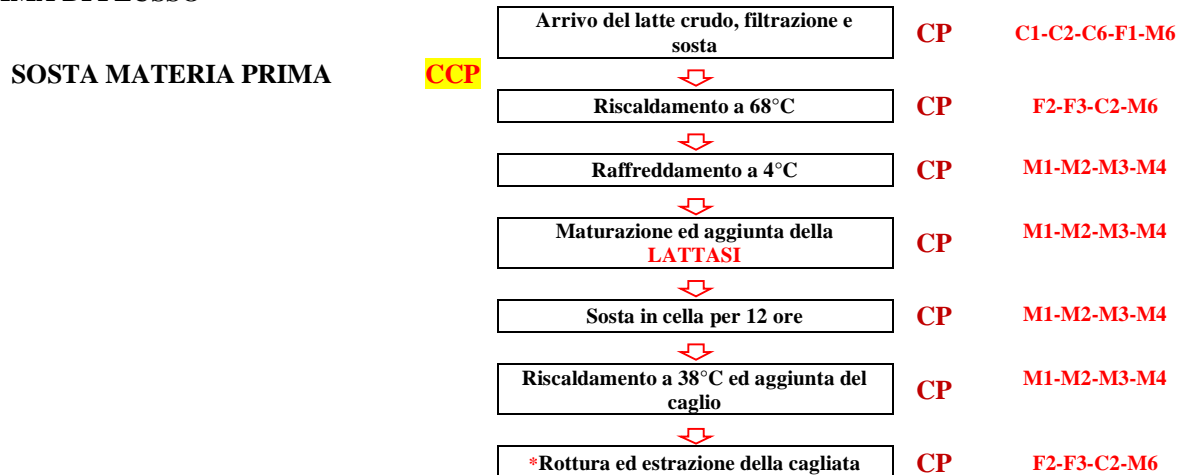 Arrivo del latte crudo, filtrazione e
sosta
CP
C1-C2-C6-F1-M6
SOSTA MATERIA PRIMA
CCP
Riscaldamento a 68°C
CP
F2-F3-C2-M6
Raffreddamento a 4°C
CP
M1-M2-M3-M4
Maturazione ed aggiunta della
LATTASI
CP
M1-M2-M3-M4
Sosta in cella per 12 ore
CP
M1-M2-M3-M4
Riscaldamento a 38°C ed aggiunta del
caglio
CP
M1-M2-M3-M4
*Rottura ed estrazione della cagliata
CP
F2-F3-C2-M6